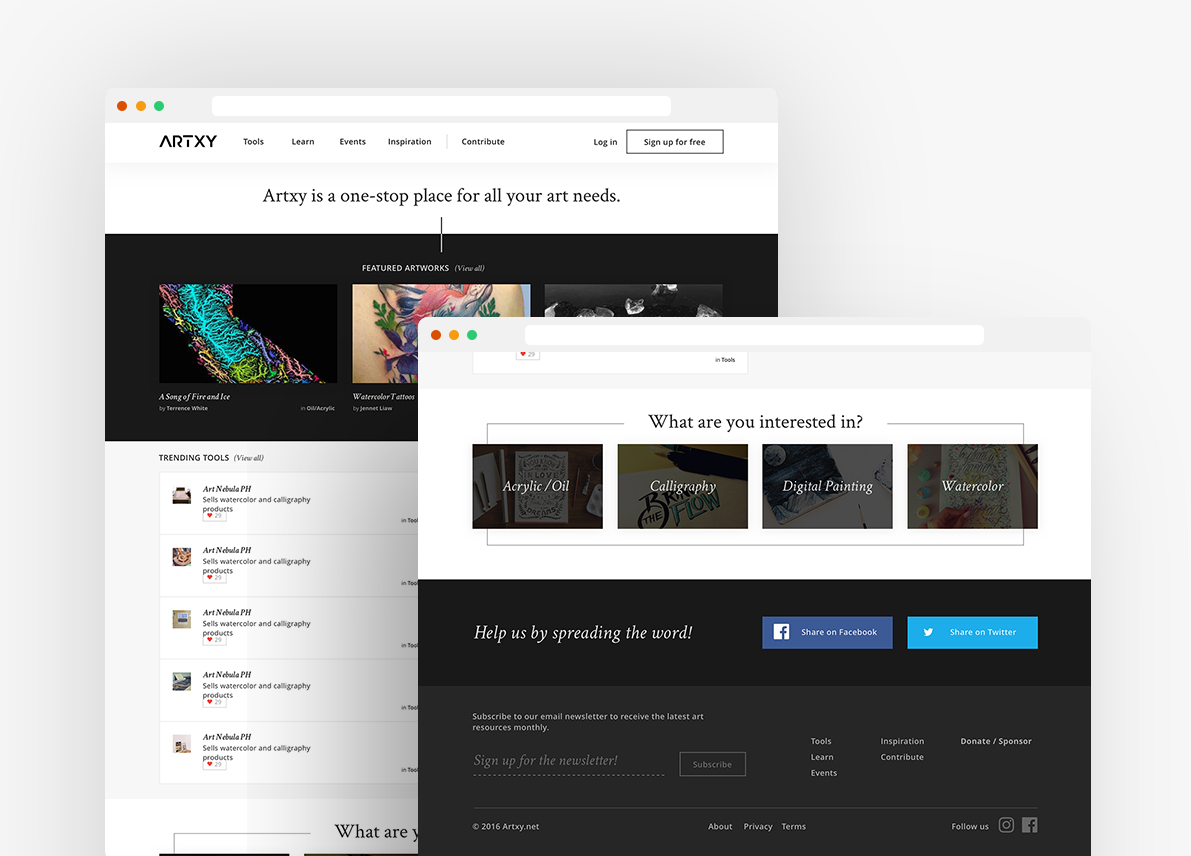 ARTXY
Tools
Learn
Events
Inspiration
Contribute
Log in
Sign up for free
Artxy is a one-stop place for all your art needs.
FEATURED ARTWORKS (View all)
A Song of Fire and Ice
by Terrence White
in Oil/Acrylic
Watercolor Tattoos
by Jennet Liaw
TRENDING TOOLS (View all)
Art Nebula PH
Sells watercolor and calligraphy
products
29
in Tool
Art Nebula PH
Sells watercolor and calligraphy
products
29
in Tool
Art Nebula PH
Sells watercolor and calligraphy
products
29
in Tool
Art Nebula PH
Sells watercolor and calligraphy
products
29
in Tool
Art Nebula PH
Sells watercolor and calligraphy
products
29
in Tool
What are y
29
in Tools
What are you interested in?
Acrylic / Oil
Calligraphy
THE FLOW
Digital Painting
Watercolor
Help us by spreading the word!
Share on Facebook
Share on Twitter
Subscribe to our email newsletter to receive the latest art
resources monthly.
Sign up for the newsletter!
Subscribe
Tools
Learn
Events
Inspiration
Contribute
Donate / Sponsor
© 2016 Artxy.net
About
Privacy
Terms
Follow us